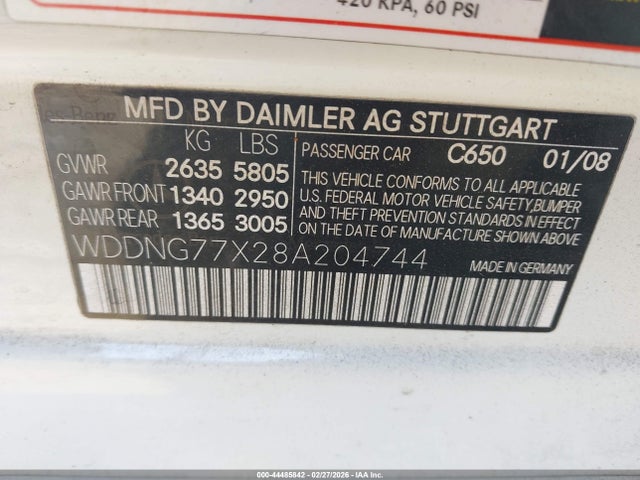 420 KPA, 60 PSI
MFD BY DAIMLER AG STUTTGART
KG LBS
GVWR 2635 5805
GAWR FRONT 1340 2950
GAWR REAR 1365 3005
PASSENGER CAR C650 01/08
THIS VEHICLE CONFORMS TO ALL APPLICABLE
U.S. FEDERAL MOTOR VEHICLE SAFETY,BUMPER
AND THEFT PREVENTION STANDARDS IN EFFECT
ON THE DATE OF MANUFACTURE SHOWN ABOVE.
WDDNG77X28A204744
MADE IN GERMANY
000-44485842 - 02/27/2026 - IAAI.CA